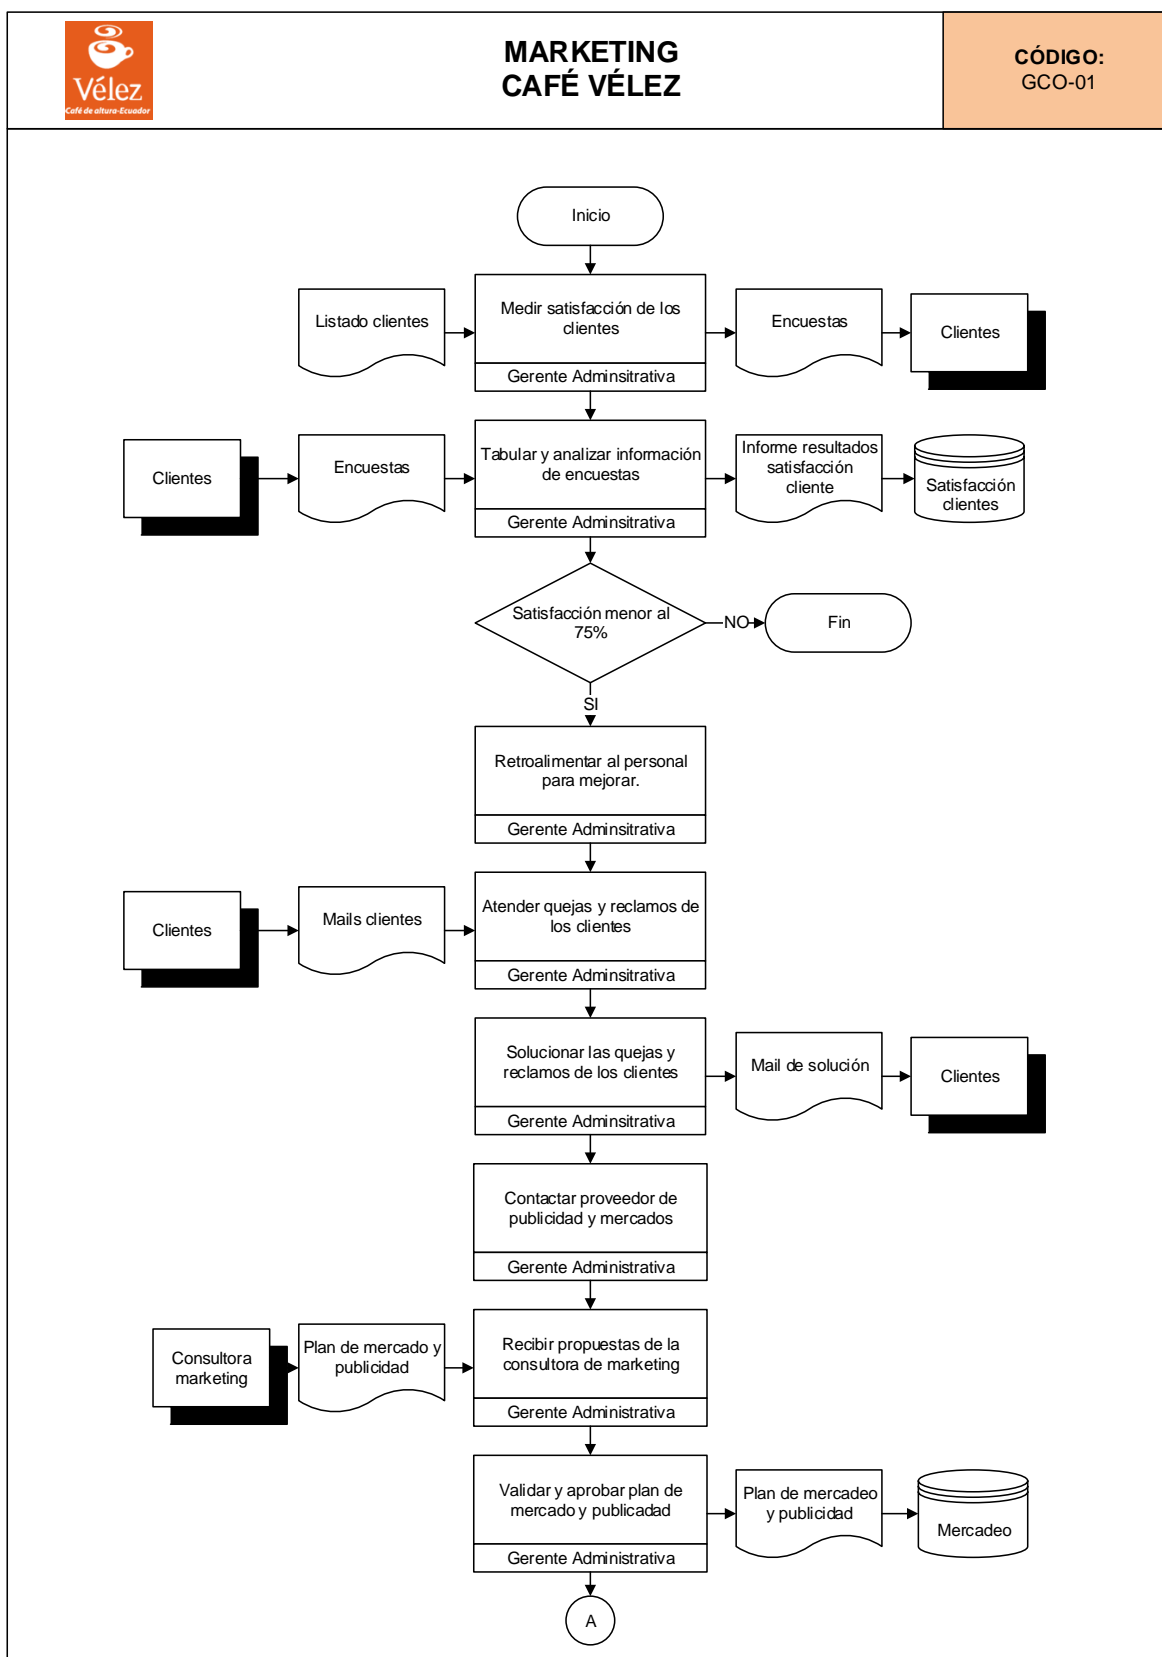 Vélez
Café de altura-Ecuador
MARKETING
CAFÉ VÉLEZ
CÓDIGO:
GCO-01
Inicio
Listado clientes
Medir satisfacción de los
clientes
Gerente Adminsitrativa
Encuestas
Clientes
Clientes
Encuestas
Tabular y analizar información
de encuestas
Gerente Adminsitrativa
Informe resultados
satisfacción
cliente
Satisfacción
clientes
Satisfacción menor al
75%
NO
Fin
SI
Retroalimentar al personal
para mejorar.
Gerente Adminsitrativa
Clientes
Mails clientes
Atender quejas y reclamos de
los clientes
Gerente Adminsitrativa
Solucionar las quejas y
reclamos de los clientes
Gerente Adminsitrativa
Mail de solución
Clientes
Contactar proveedor de
publicidad y mercados
Gerente Administrativa
Consultora
marketing
Plan de mercado y
publicidad
Recibir propuestas de la
consultora de marketing
Gerente Administrativa
Validar y aprobar plan de
mercado y publicadad
Gerente Administrativa
Plan de mercadeo
y publicidad
Mercadeo
A